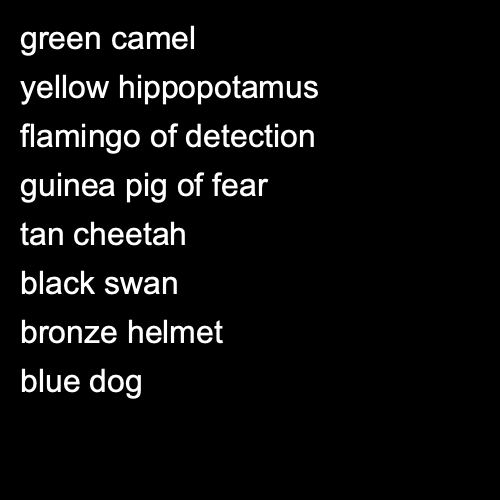 green camel
yellow hippopotamus
flamingo of detection
guinea pig of fear
tan cheetah
black swan
bronze helmet
blue dog